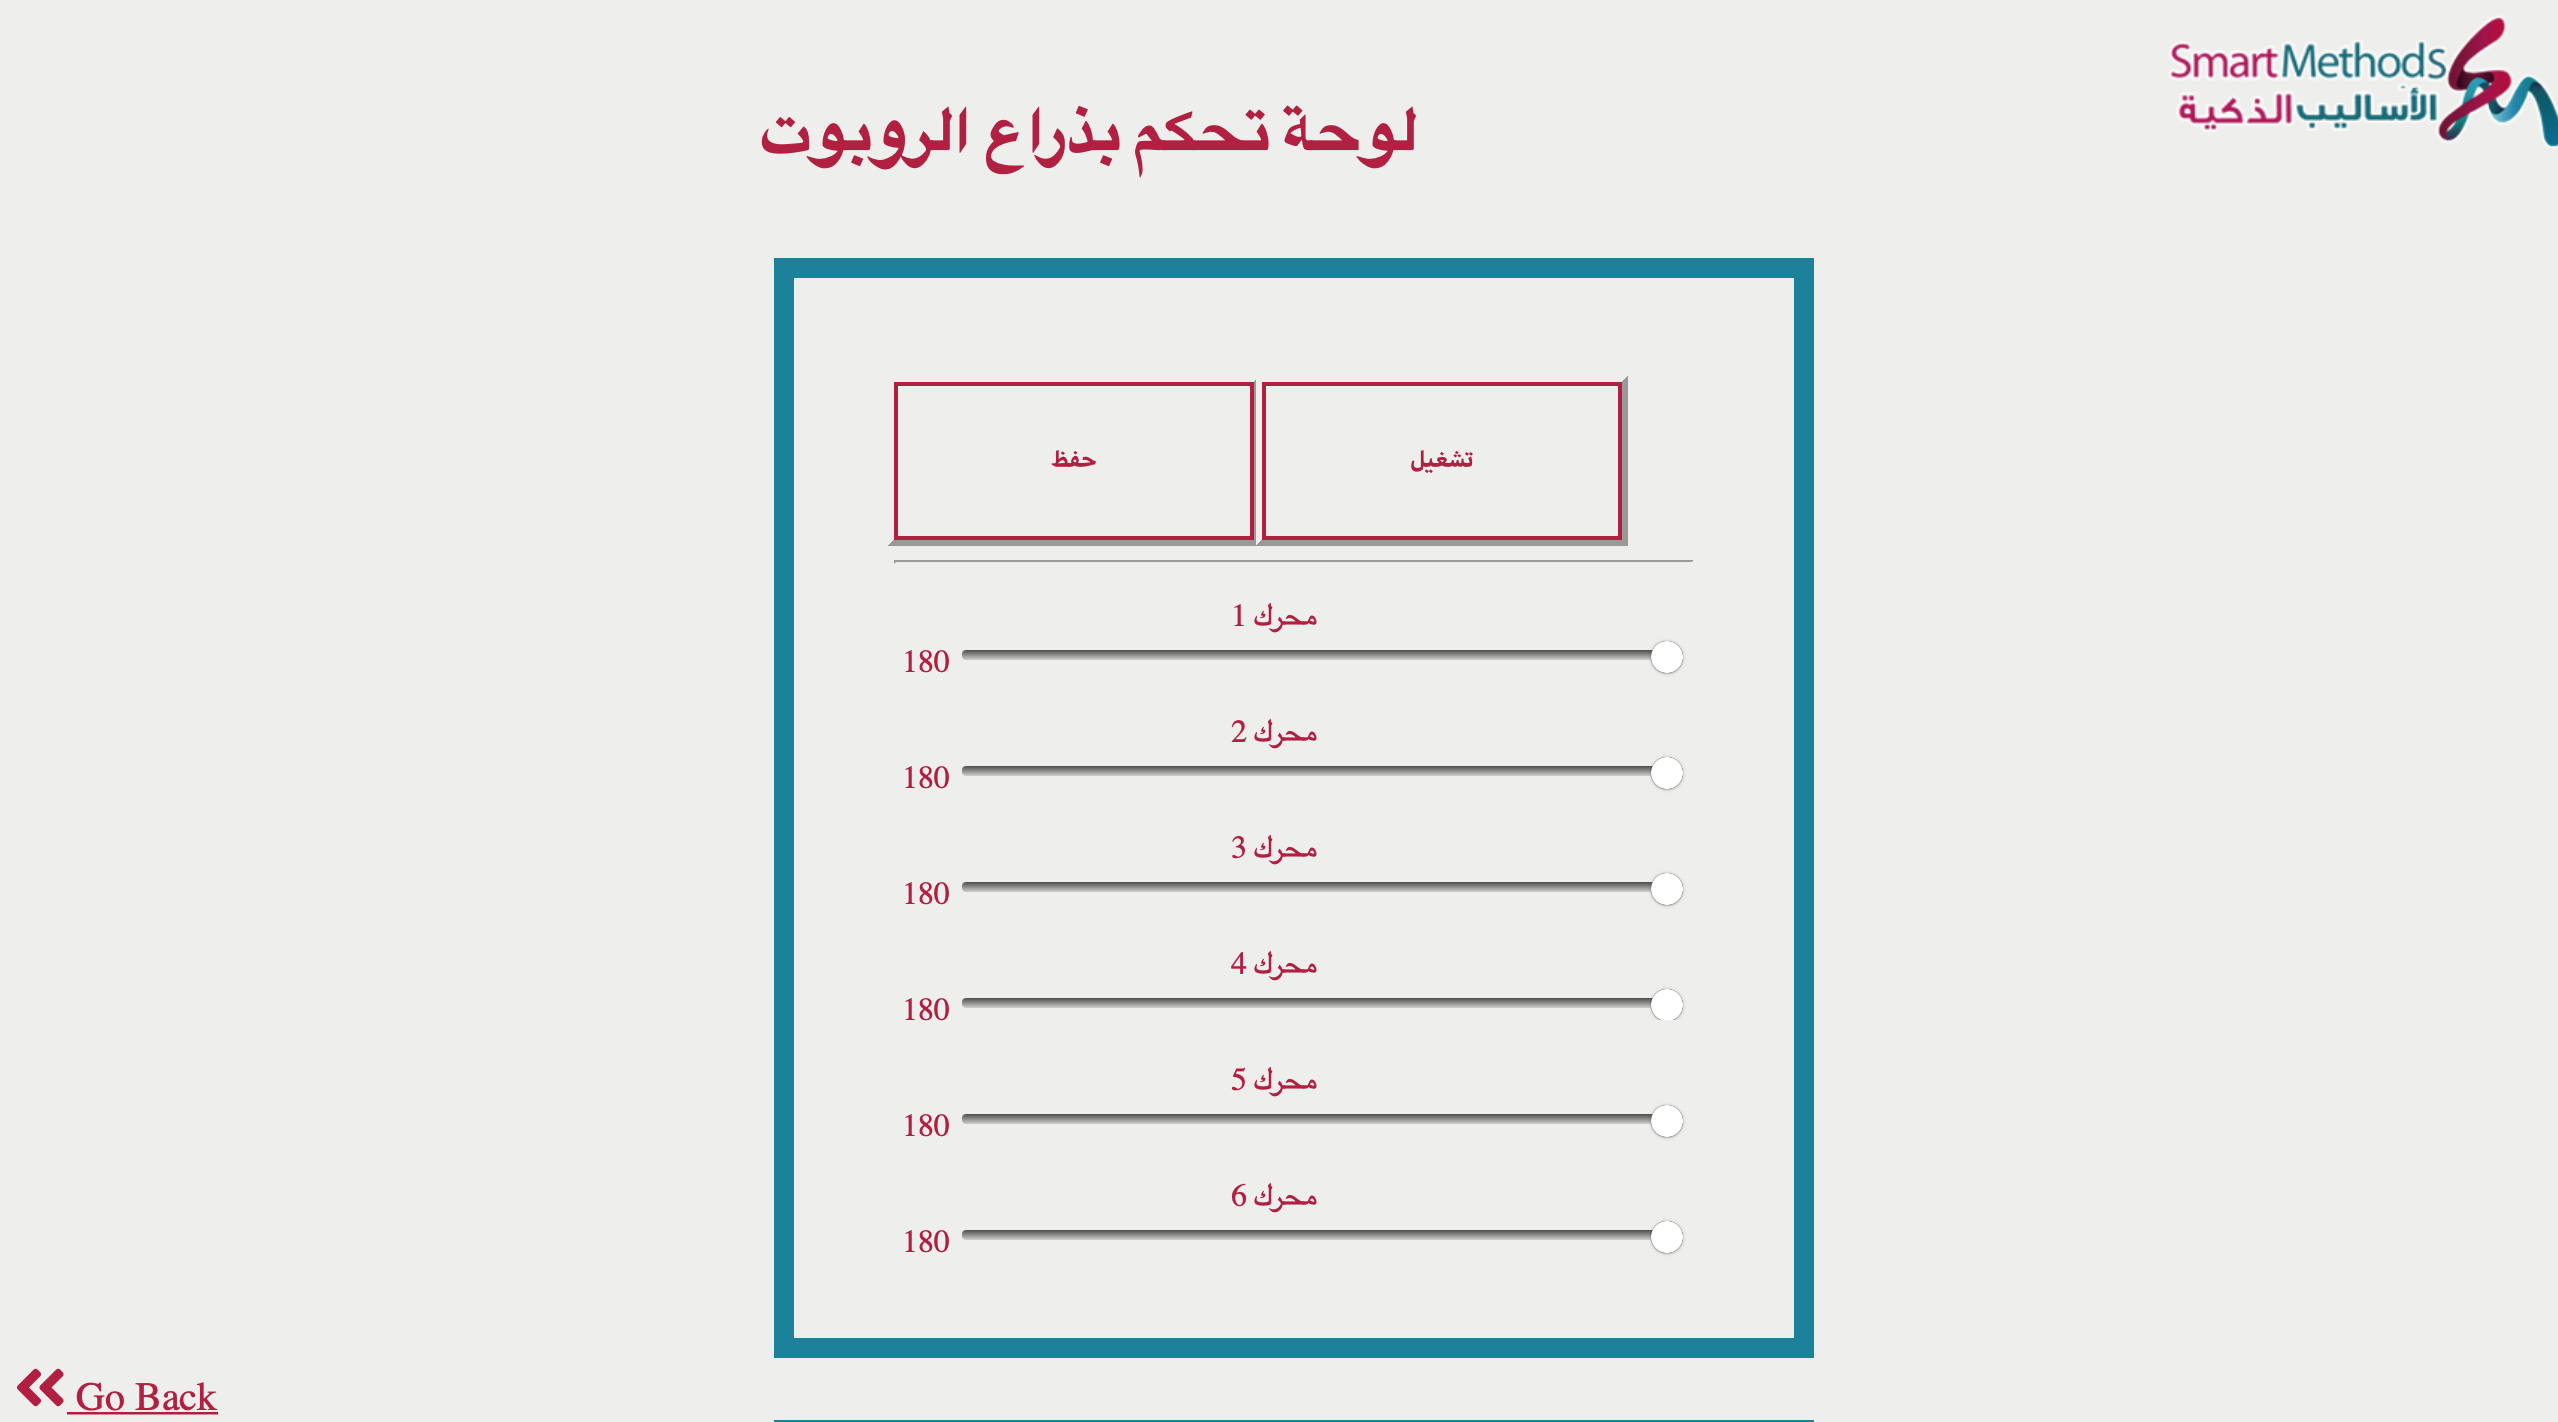 SmartMethods
الأساليب الذكية
لوحة تحكم بذراع الروبوت
تشغيل
حفظ
محرك 1
180
محرك 2
180
محرك 3
180
محرك 4
180
محرك 5
180
محرك 6
180
Go Back